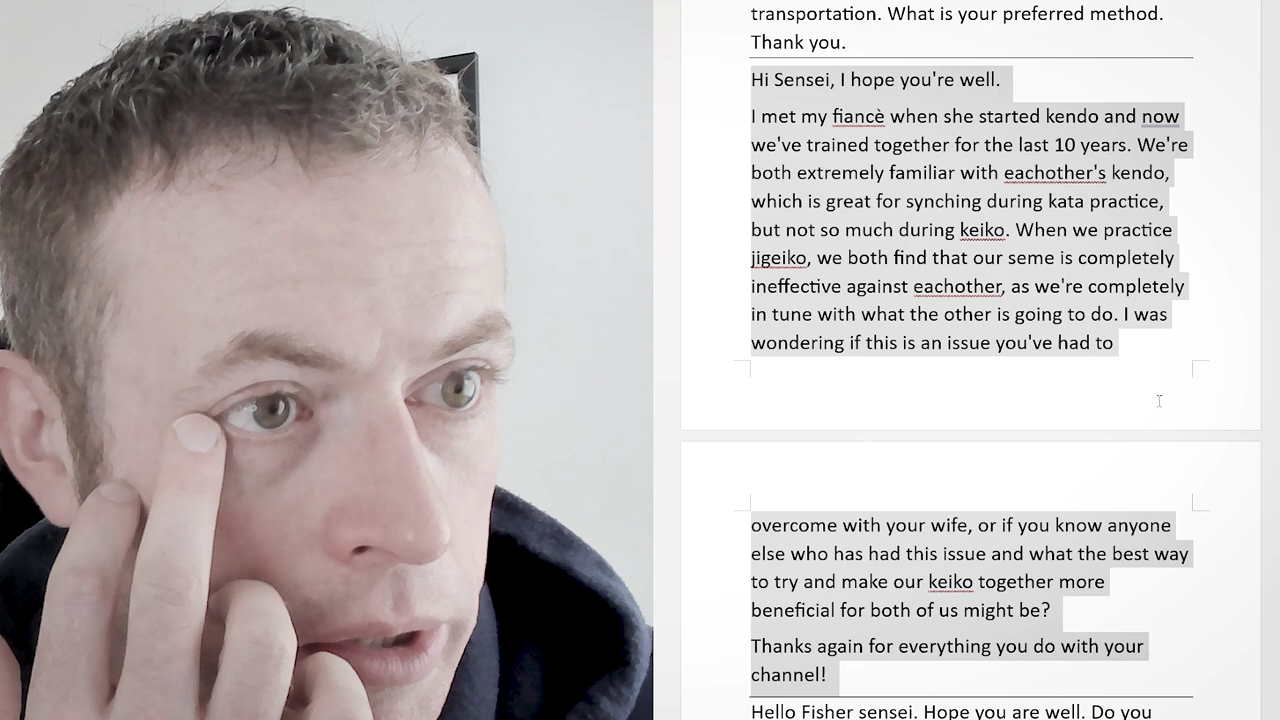 transportation. What is your preferred method.
Thank you.
Hi Sensei, I hope you're well.
I met my fiancè when she started kendo and now
we've trained together for the last 10 years. We're
both extremely familiar with eachother's kendo,
which is great for synching during kata practice,
but not so much during keiko. When we practice
jigeiko, we both find that our seme is completely
ineffective against eachother, as we're completely
in tune with what the other is going to do. I was
wondering if this is an issue you've had to
overcome with your wife, or if you know anyone
else who has had this issue and what the best way
to try and make our keiko together more
beneficial for both of us might be?
Thanks again for everything you do with your
channel!
Hello Fisher sensei. Hope you are well. Do you